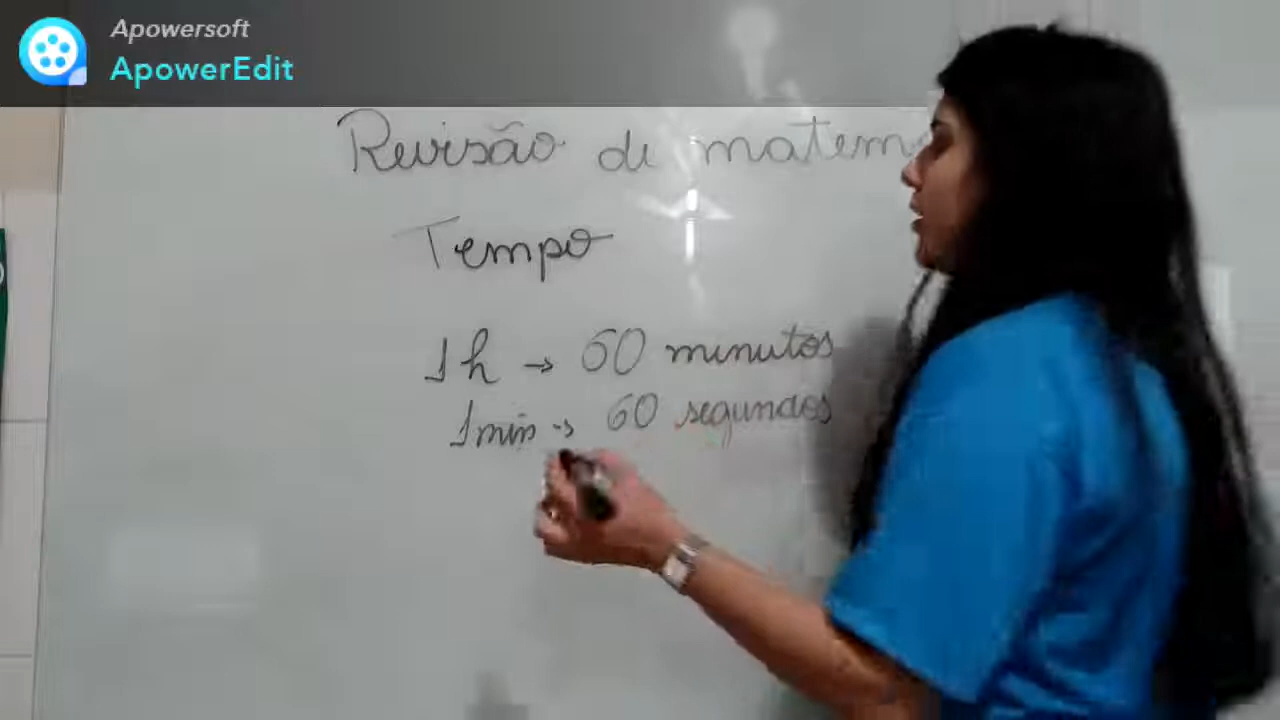 Apowersoft
ApowerEdit
Revisão de matem
Tempo
1h → 60 minutos
1min → 60 segundos